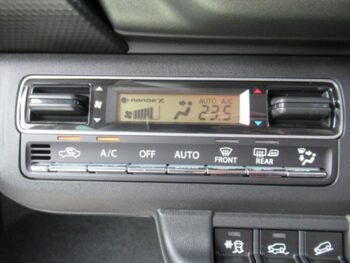 nanoe X
AUTO A/C
23.5
A/C OFF AUTO FRONT REAR